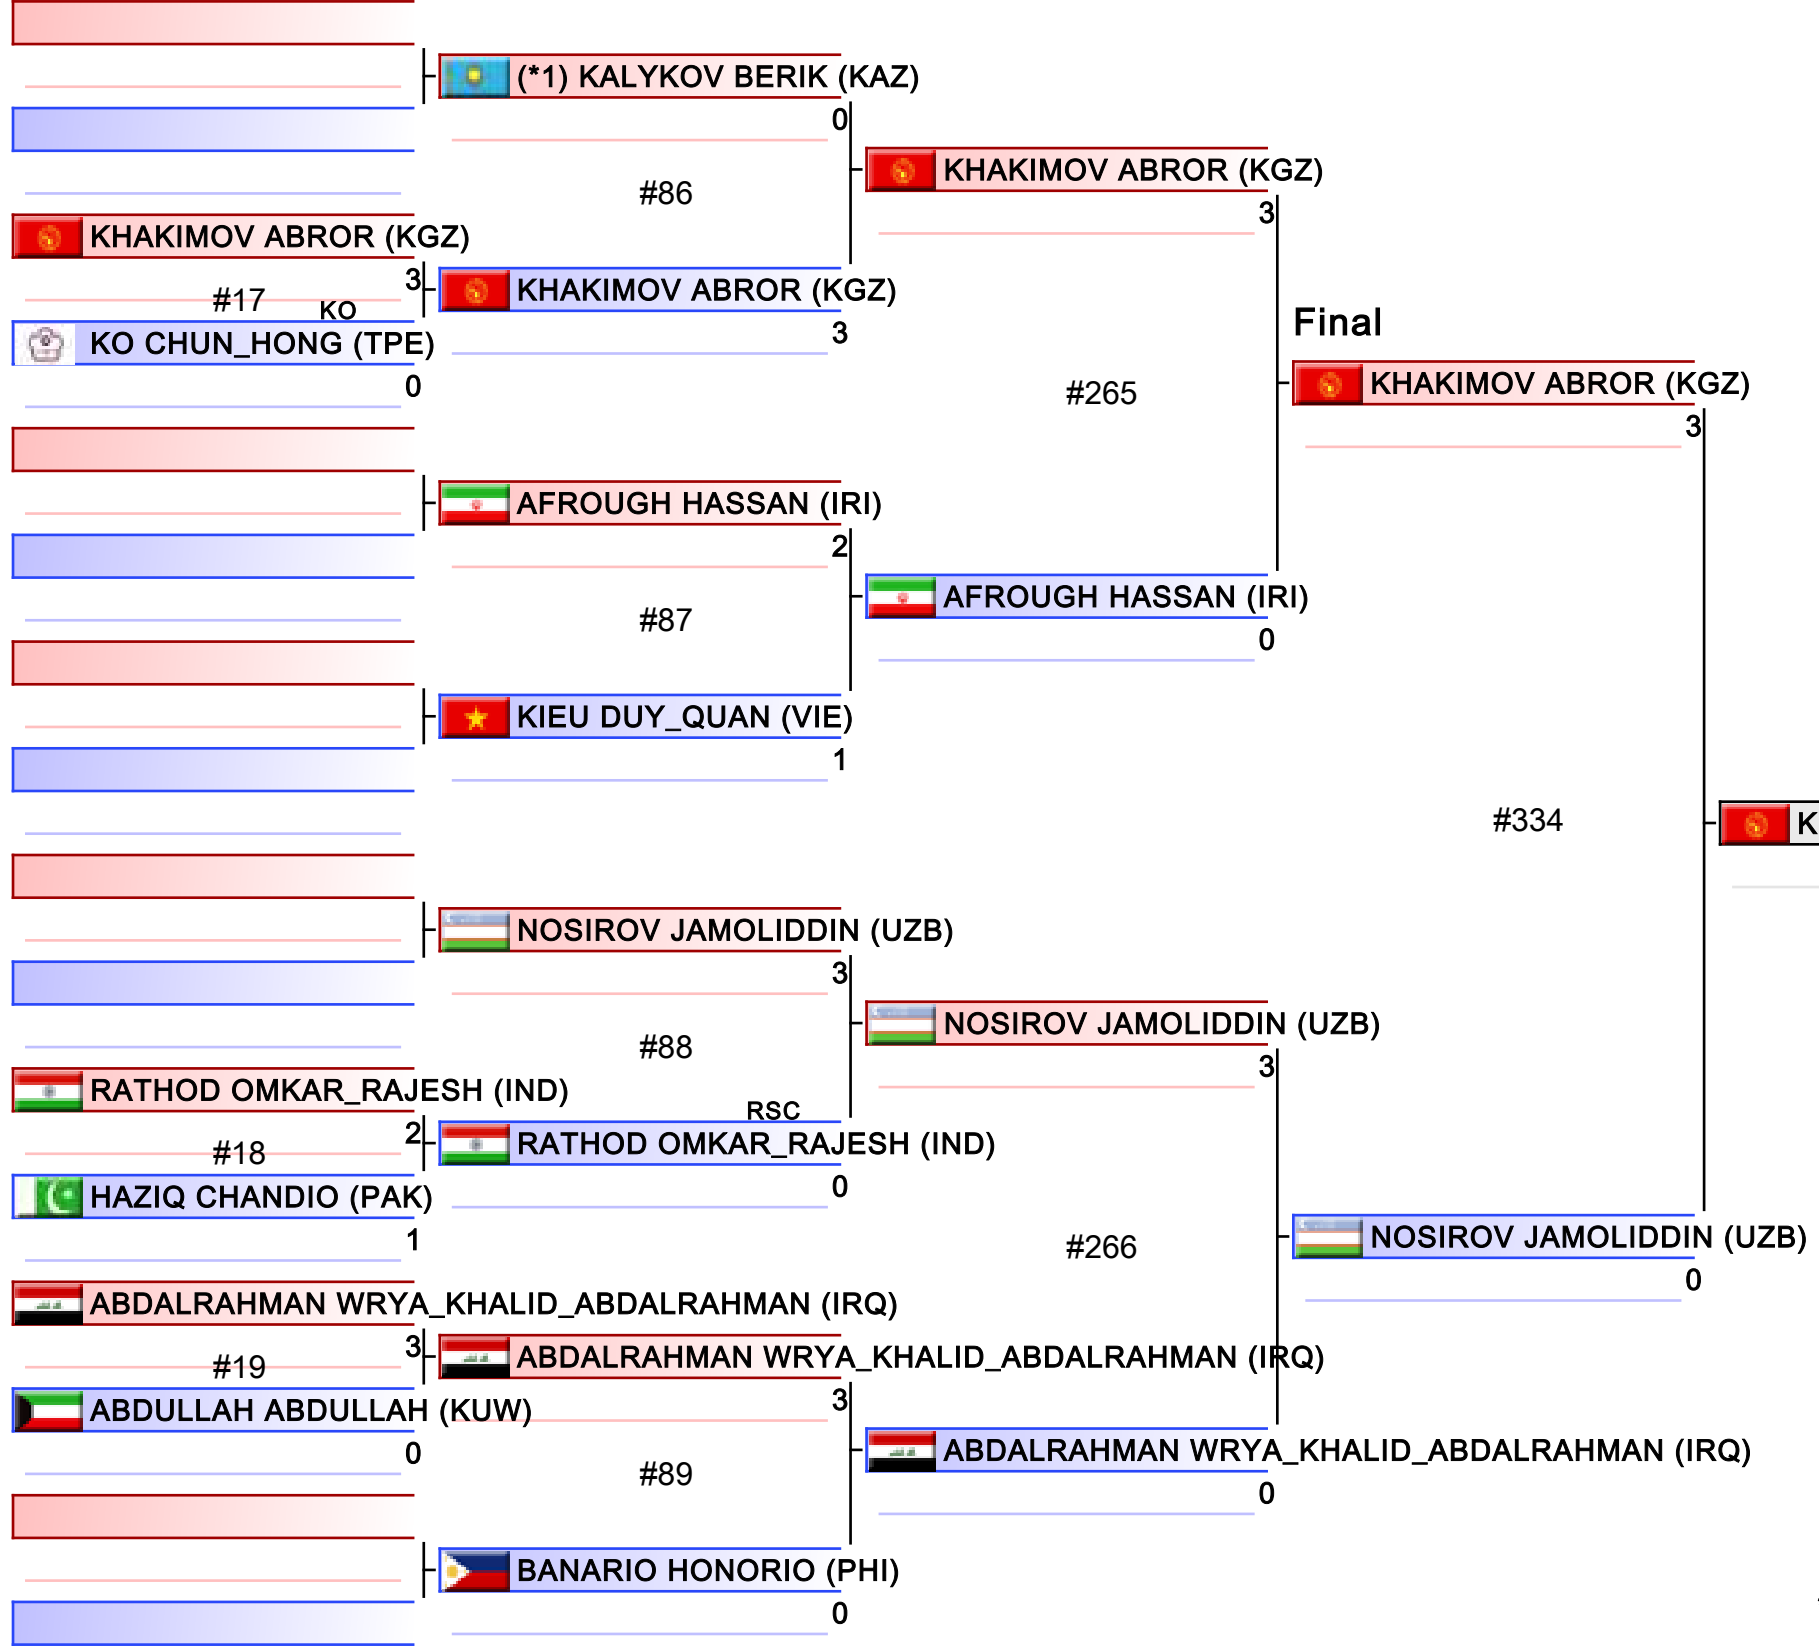 (*1) KALYKOV BERIK (KAZ)
0
KHAKIMOV ABROR (KGZ)
#86
3
KHAKIMOV ABROR (KGZ)
3
#17
KO
KHAKIMOV ABROR (KGZ)
Final
3
KO CHUN_HONG (TPE)
0
KHAKIMOV ABROR (KGZ)
#265
3
AFROUGH HASSAN (IRI)
2
AFROUGH HASSAN (IRI)
#87
0
KIEU DUY_QUAN (VIE)
1
#334
K
NOSIROV JAMOLIDDIN (UZB)
3
NOSIROV JAMOLIDDIN (UZB)
#88
3
RATHOD OMKAR_RAJESH (IND)
RSC
2
#18
RATHOD OMKAR_RAJESH (IND)
0
HAZIQ CHANDIO (PAK)
1
#266
NOSIROV JAMOLIDDIN (UZB)
0
ABDALRAHMAN WRYA_KHALID_ABDALRAHMAN (IRQ)
3
#19
ABDALRAHMAN WRYA_KHALID_ABDALRAHMAN (IRQ)
3
ABDULLAH ABDULLAH (KUW)
0
ABDALRAHMAN WRYA_KHALID_ABDALRAHMAN (IRQ)
#89
0
BANARIO HONORIO (PHI)
0